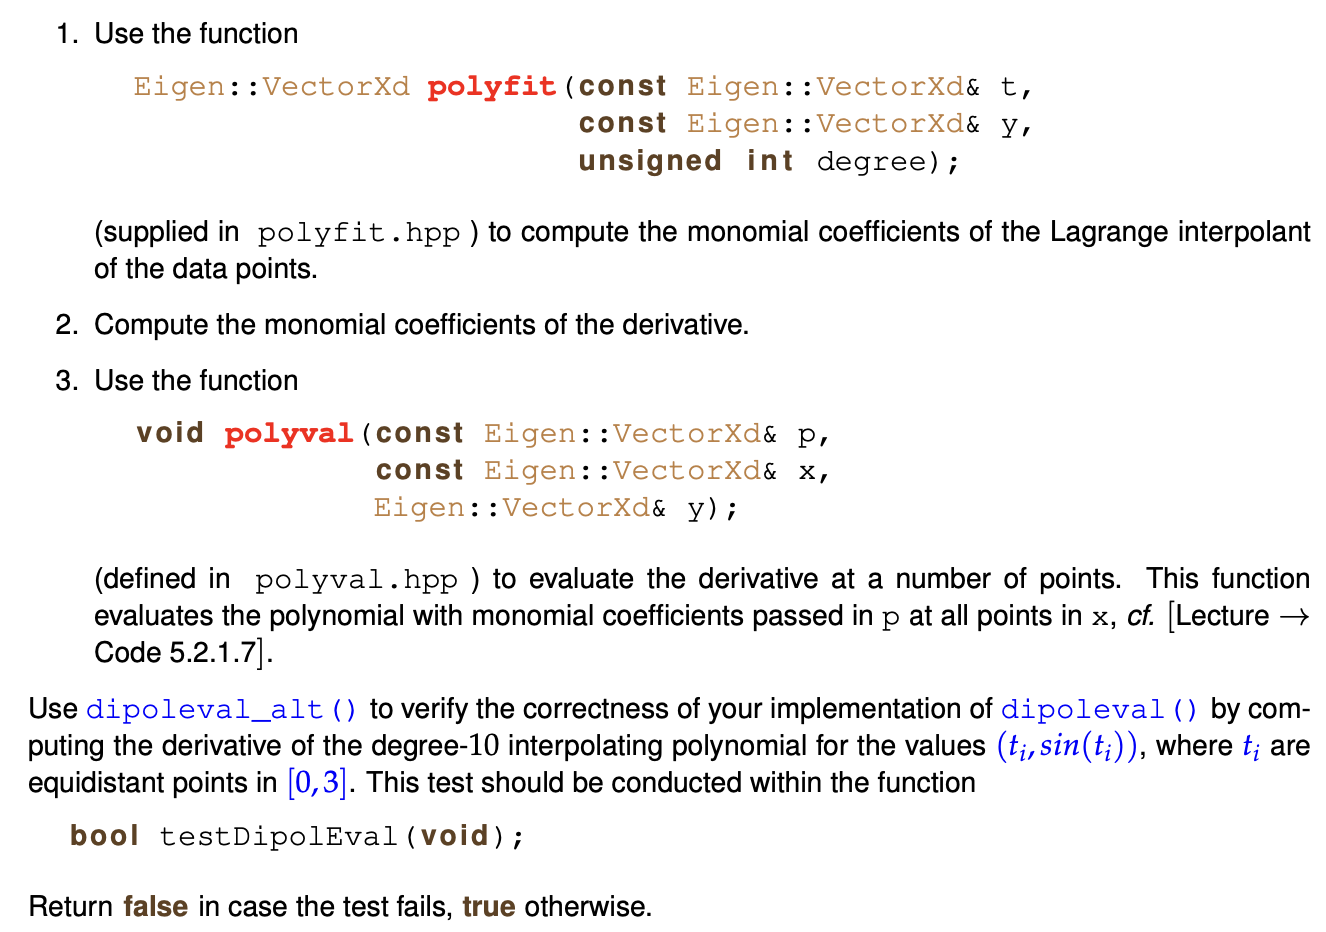 1. Use the function
Eigen::VectorXd polyfit(const Eigen::VectorXd& t,
const Eigen::VectorXd& y,
unsigned int degree);
(supplied in polyfit.hpp ) to compute the monomial coefficients of the Lagrange interpolant
of the data points.
2. Compute the monomial coefficients of the derivative.
3. Use the function
void polyval(const Eigen::VectorXd& p,
const Eigen::VectorXd& x,
Eigen::VectorXd& y);
(defined in polyval.hpp ) to evaluate the derivative at a number of points. This function
evaluates the polynomial with monomial coefficients passed in p at all points in x, cf. [Lecture →
Code 5.2.1.7].
Use dipoleval_alt() to verify the correctness of your implementation of dipoleval() by com-
puting the derivative of the degree-10 interpolating polynomial for the values (tᵢ, sin(tᵢ)), where tᵢ are
equidistant points in [0,3]. This test should be conducted within the function
bool testDipolEval(void);
Return false in case the test fails, true otherwise.